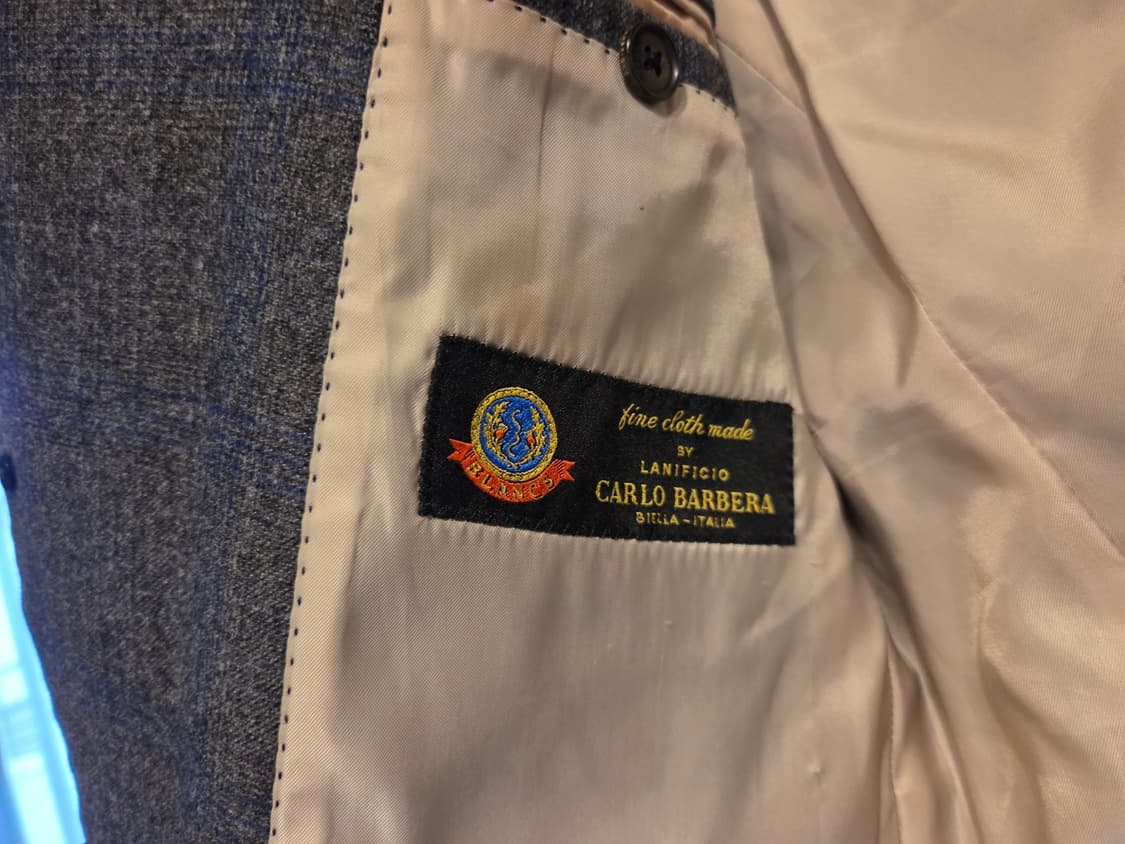 BLANCS
fine cloth made
BY
LANIFICIO
CARLO BARBERA
BIELLA - ITALIA